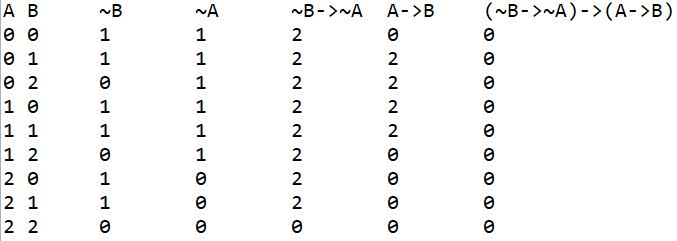 A B ~B ~A ~B->~A A->B (~B->~A)->(A->B)
0 0 1 1 2 0 0
0 1 1 1 2 2 0
0 2 0 1 2 2 0
1 0 1 1 2 2 0
1 1 1 1 2 2 0
1 2 0 1 2 0 0
2 0 1 0 2 0 0
2 1 1 0 2 0 0
2 2 0 0 0 0 0